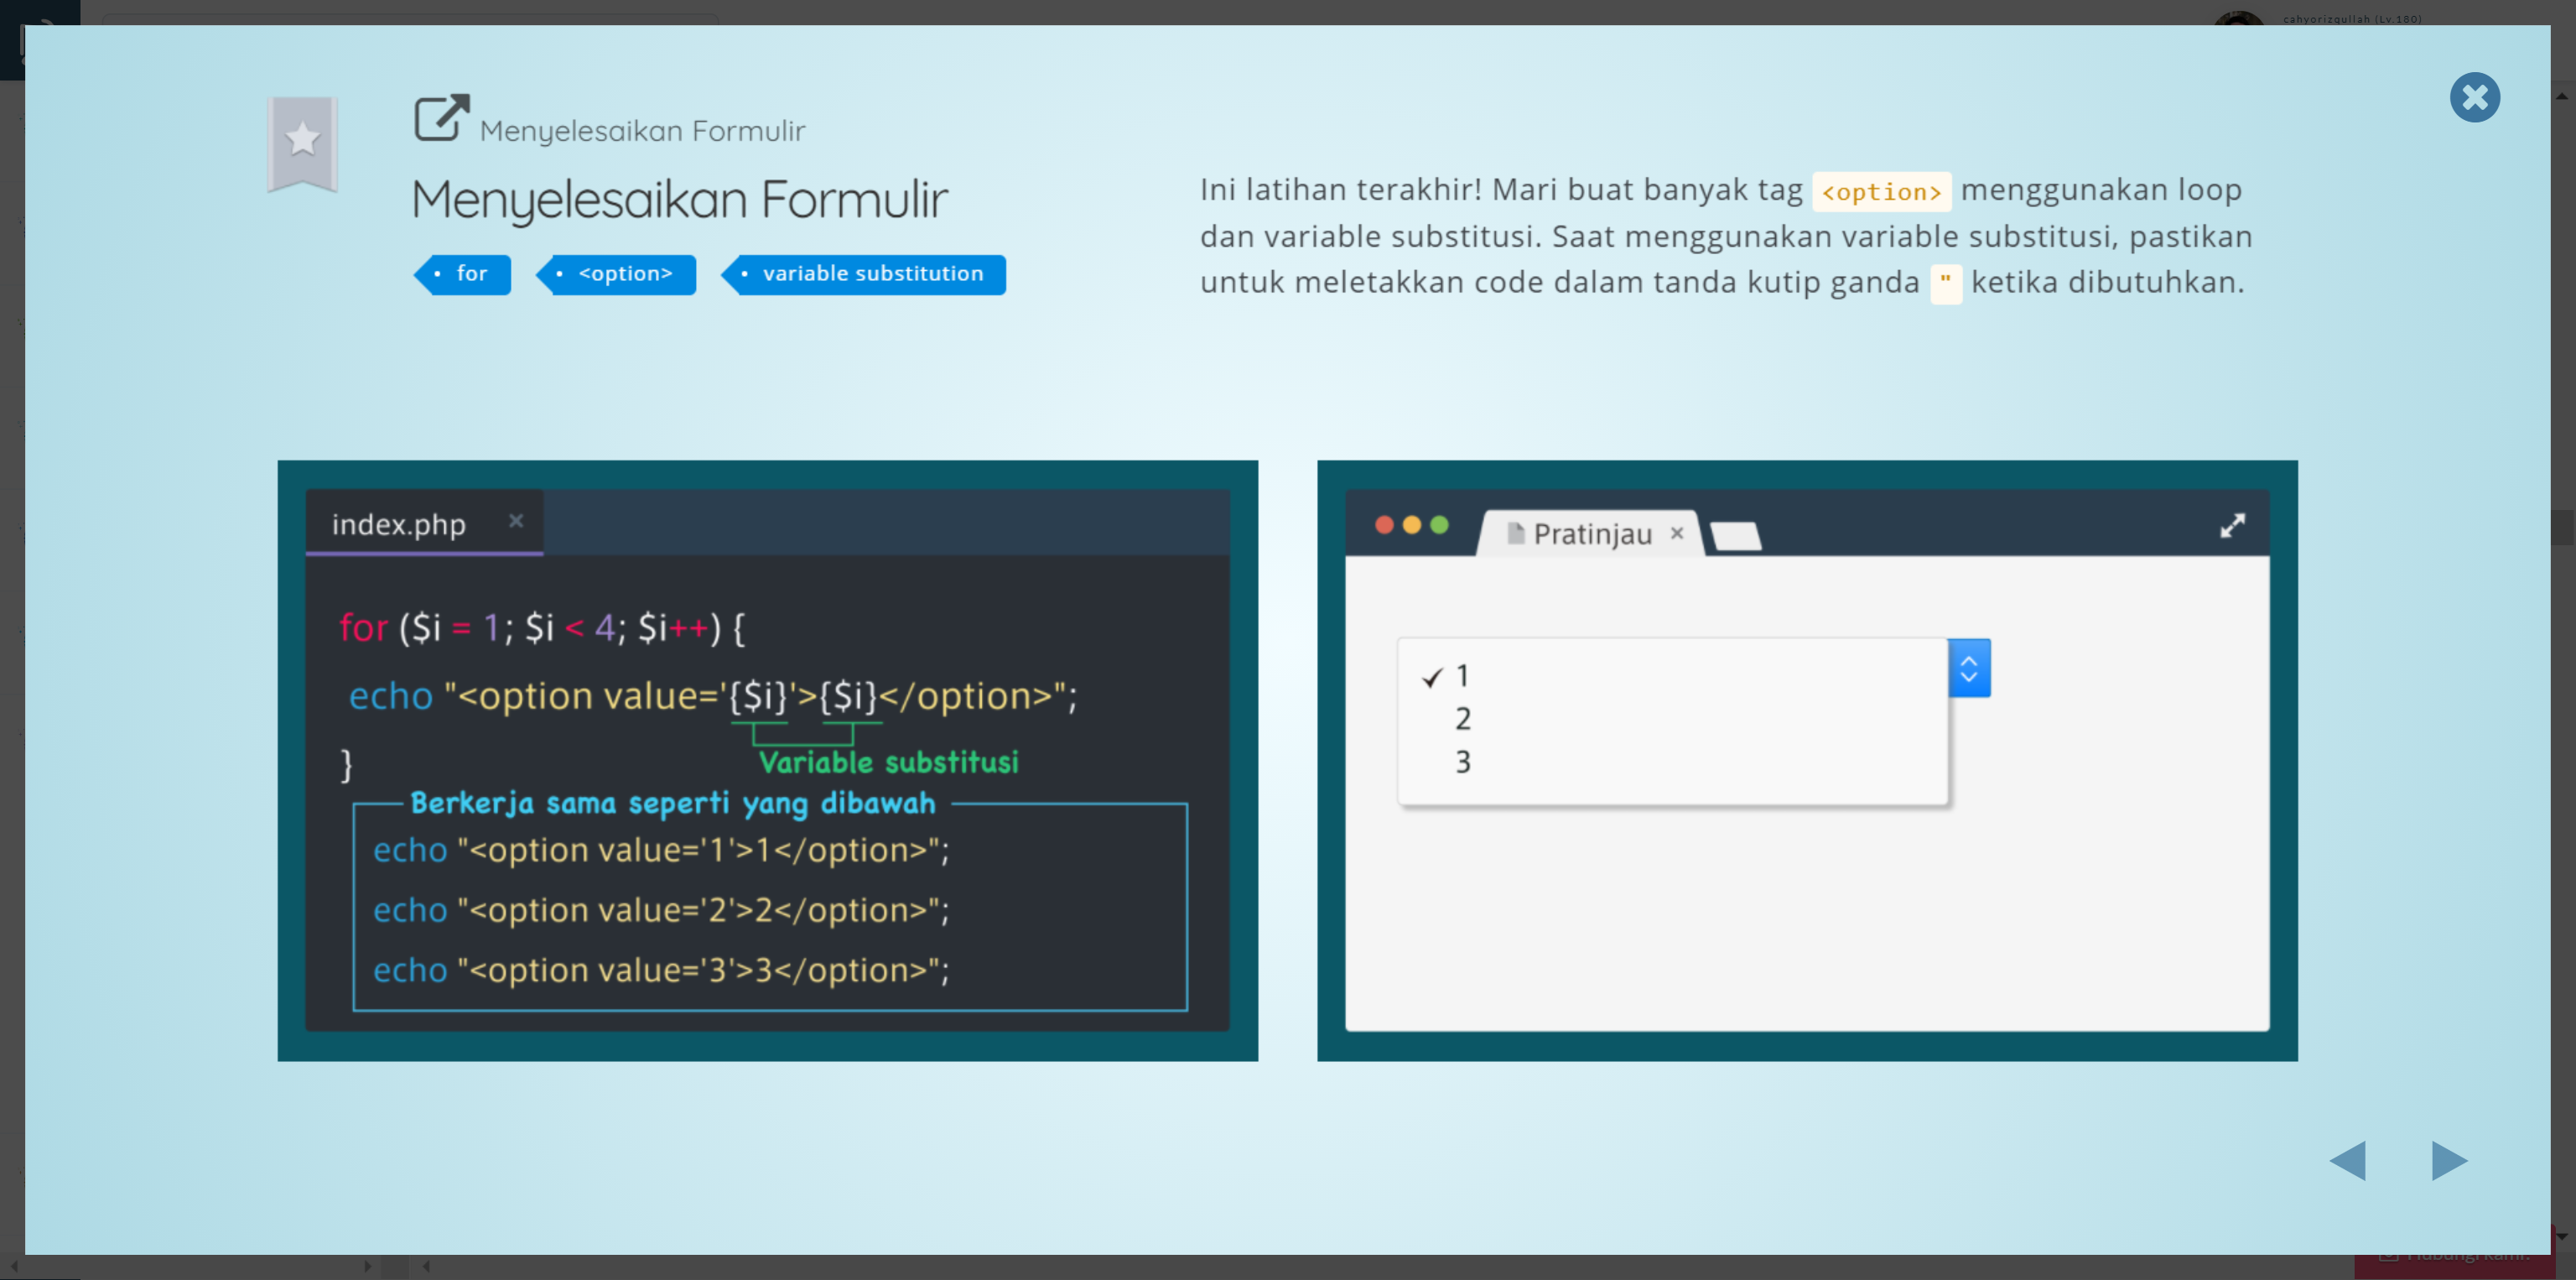 cahyorizqullah (Lv.180)
Menyelesaikan Formulir
Menyelesaikan Formulir
• for • <option> • variable substitution
Ini latihan terakhir! Mari buat banyak tag <option> menggunakan loop
dan variable substitusi. Saat menggunakan variable substitusi, pastikan
untuk meletakkan code dalam tanda kutip ganda " ketika dibutuhkan.
index.php
for ($i = 1; $i < 4; $i++) {
echo "<option value='{$i}'>{$i}</option>";
Variable substitusi
}
Berkerja sama seperti yang dibawah
echo "<option value='1'>1</option>";
echo "<option value='2'>2</option>";
echo "<option value='3'>3</option>";
Pratinjau
1
2
3
Hubungi kami!